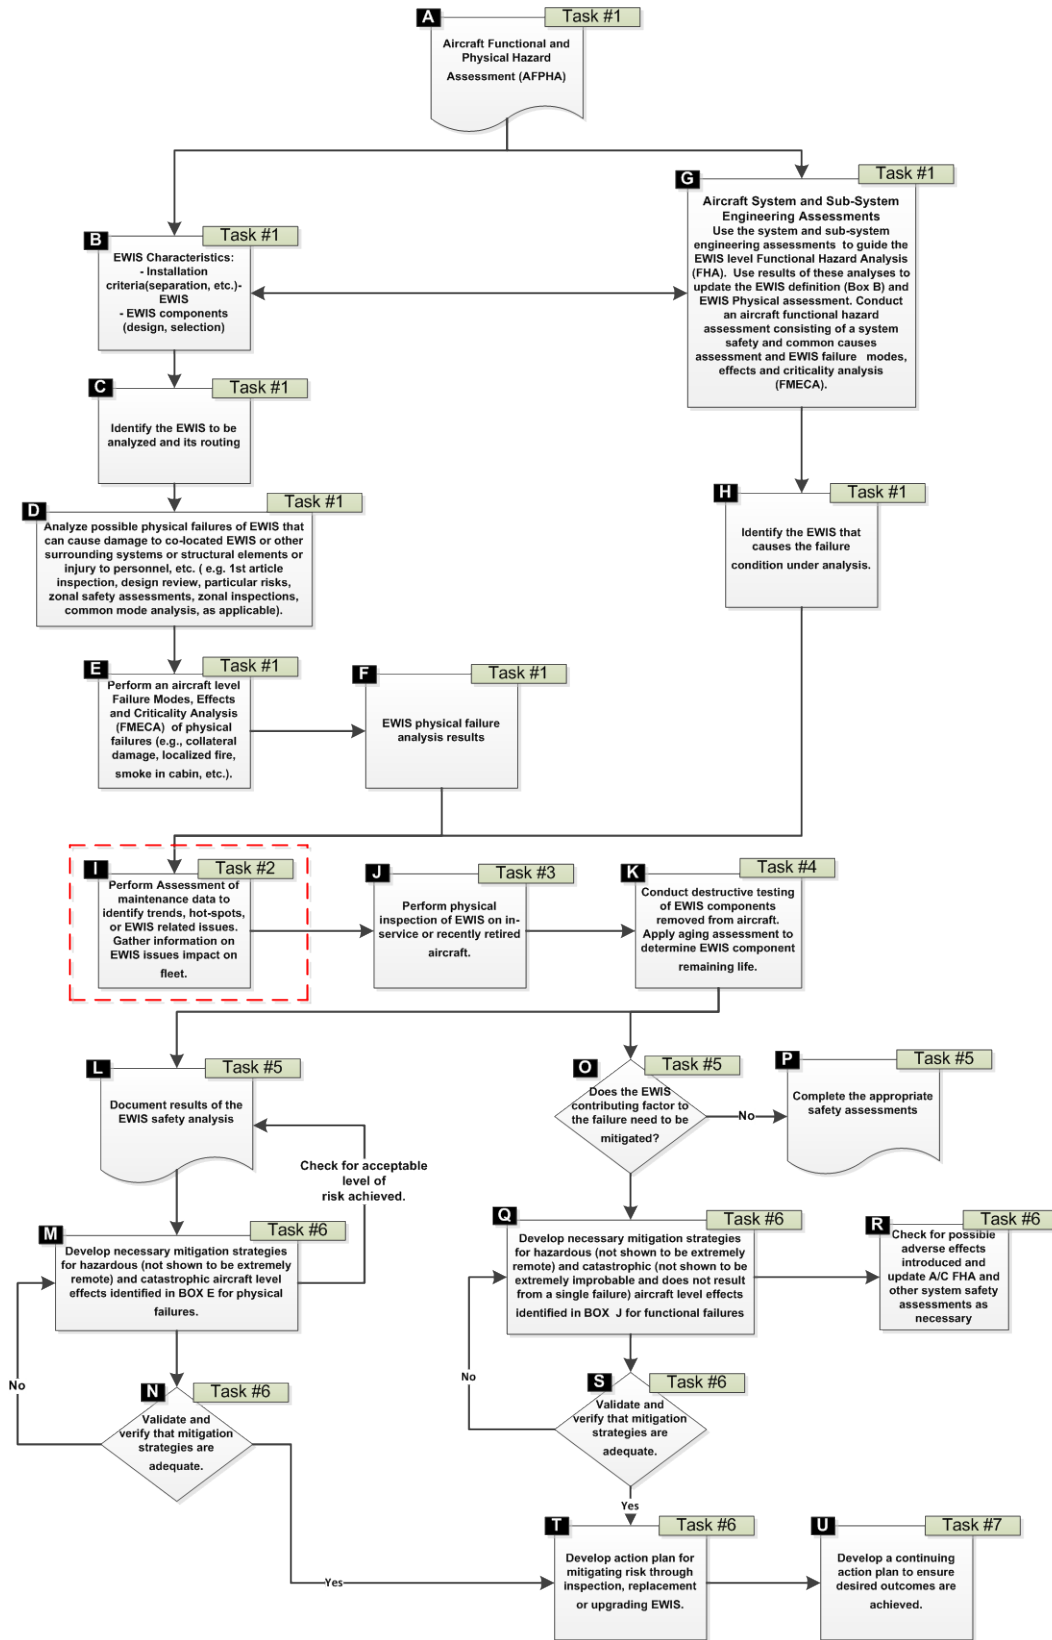 A
Task #1
Aircraft Functional and
Physical Hazard
Assessment (AFPHA)
G
Task #1
Aircraft System and Sub-System
Engineering Assessments
Use the system and sub-system
engineering assessments to guide the
EWIS level Functional Hazard Analysis
(FHA). Use results of these analyses to
update the EWIS definition (Box B) and
EWIS Physical assessment. Conduct
an aircraft functional hazard
assessment consisting of a system
safety and common causes
assessment and EWIS failure modes,
effects and criticality analysis
(FMECA).
B
Task #1
EWIS Characteristics:
- Installation
criteria(separation, etc.)-
EWIS
- EWIS components
(design, selection)
C
Task #1
Identify the EWIS to be
analyzed and its routing
D
Task #1
Analyze possible physical failures of EWIS that
can cause damage to co-located EWIS or other
surrounding systems or structural elements or
injury to personnel, etc. ( e.g. 1st article
inspection, design review, particular risks,
zonal safety assessments, zonal inspections,
common mode analysis, as applicable).
H
Task #1
Identify the EWIS that
causes the failure
condition under analysis.
E
Task #1
Perform an aircraft level
Failure Modes, Effects
and Criticality Analysis
(FMECA) of physical
failures (e.g., collateral
damage, localized fire,
smoke in cabin, etc.).
F
Task #1
EWIS physical failure
analysis results
I
Task #2
Perform Assessment of
maintenance data to
identify trends, hot-spots,
or EWIS related issues.
Gather information on
EWIS issues impact on
fleet.
J
Task #3
Perform physical
inspection of EWIS on in-
service or recently retired
aircraft.
K
Task #4
Conduct destructive testing
of EWIS components
removed from aircraft.
Apply aging assessment to
determine EWIS component
remaining life.
L
Task #5
Document results of the
EWIS safety analysis
O
Task #5
Does the EWIS
contributing factor to
the failure need to be
mitigated?
No
P
Task #5
Complete the appropriate
safety assessments
Check for acceptable
level of
risk achieved.
M
Task #6
Develop necessary mitigation strategies
for hazardous (not shown to be extremely
remote) and catastrophic aircraft level
effects identified in BOX E for physical
failures.
Q
Task #6
Develop necessary mitigation strategies
for hazardous (not shown to be extremely
remote) and catastrophic (not shown to be
extremely improbable and does not result
from a single failure) aircraft level effects
identified in BOX J for functional failures
R
Task #6
Check for possible
adverse effects
introduced and
update A/C FHA and
other system safety
assessments as
necessary
No
N
Task #6
Validate and
verify that mitigation
strategies are
adequate.
No
S
Task #6
Validate and
verify that mitigation
strategies are
adequate.
Yes
Yes
T
Task #6
Develop action plan for
mitigating risk through
inspection, replacement
or upgrading EWIS.
U
Task #7
Develop a continuing
action plan to ensure
desired outcomes are
achieved.